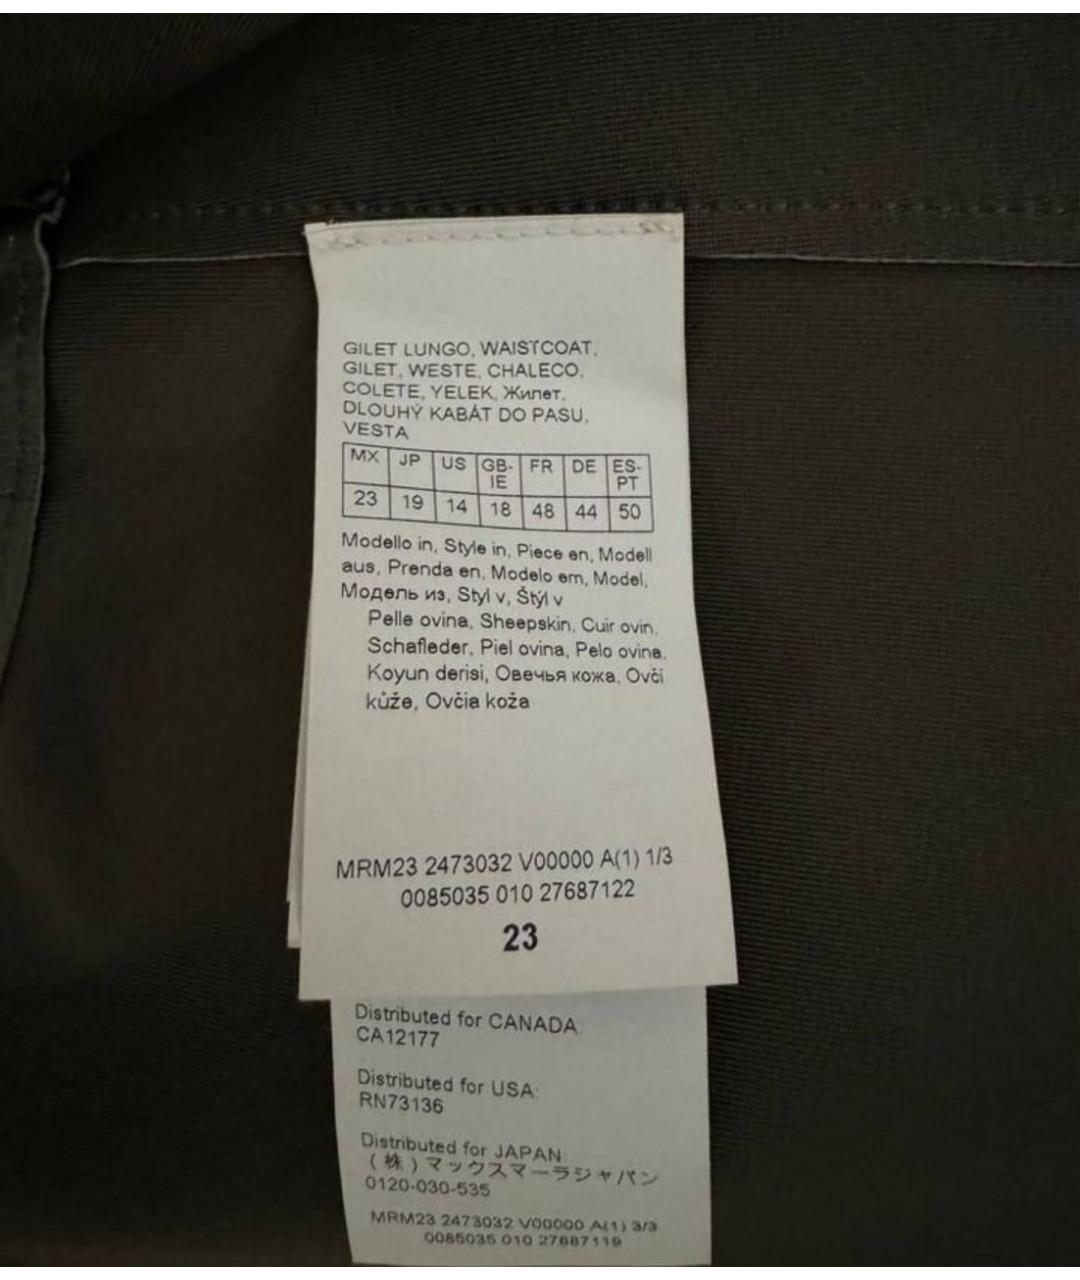 GILET LUNGO, WAISTCOAT,
GILET, WESTE, CHALECO,
COLETE, YELEK, Жилет,
DLOUHÝ KABÁT DO PASU,
VESTA
MX JP US GB-IE FR DE ES-PT
23 19 14 18 48 44 50
Modello in, Style in, Piece en, Modell
aus, Prenda en, Modelo em, Model,
Модель из, Styl v, Štýl v
Pelle ovina, Sheepskin, Cuir ovin,
Schafleder, Piel ovina, Pelo ovina,
Koyun derisi, Овечья кожа, Ovčí
kůže, Ovčia koža
MRM23 2473032 V00000 A(1) 1/3
0085035 010 27687122
23
Distributed for CANADA
CA12177
Distributed for USA:
RN73136
Distributed for JAPAN
(株)マックスマーラジャパン
0120-030-535
MRM23 2473032 V00000 A(1) 3/3
0085035 010 27687119